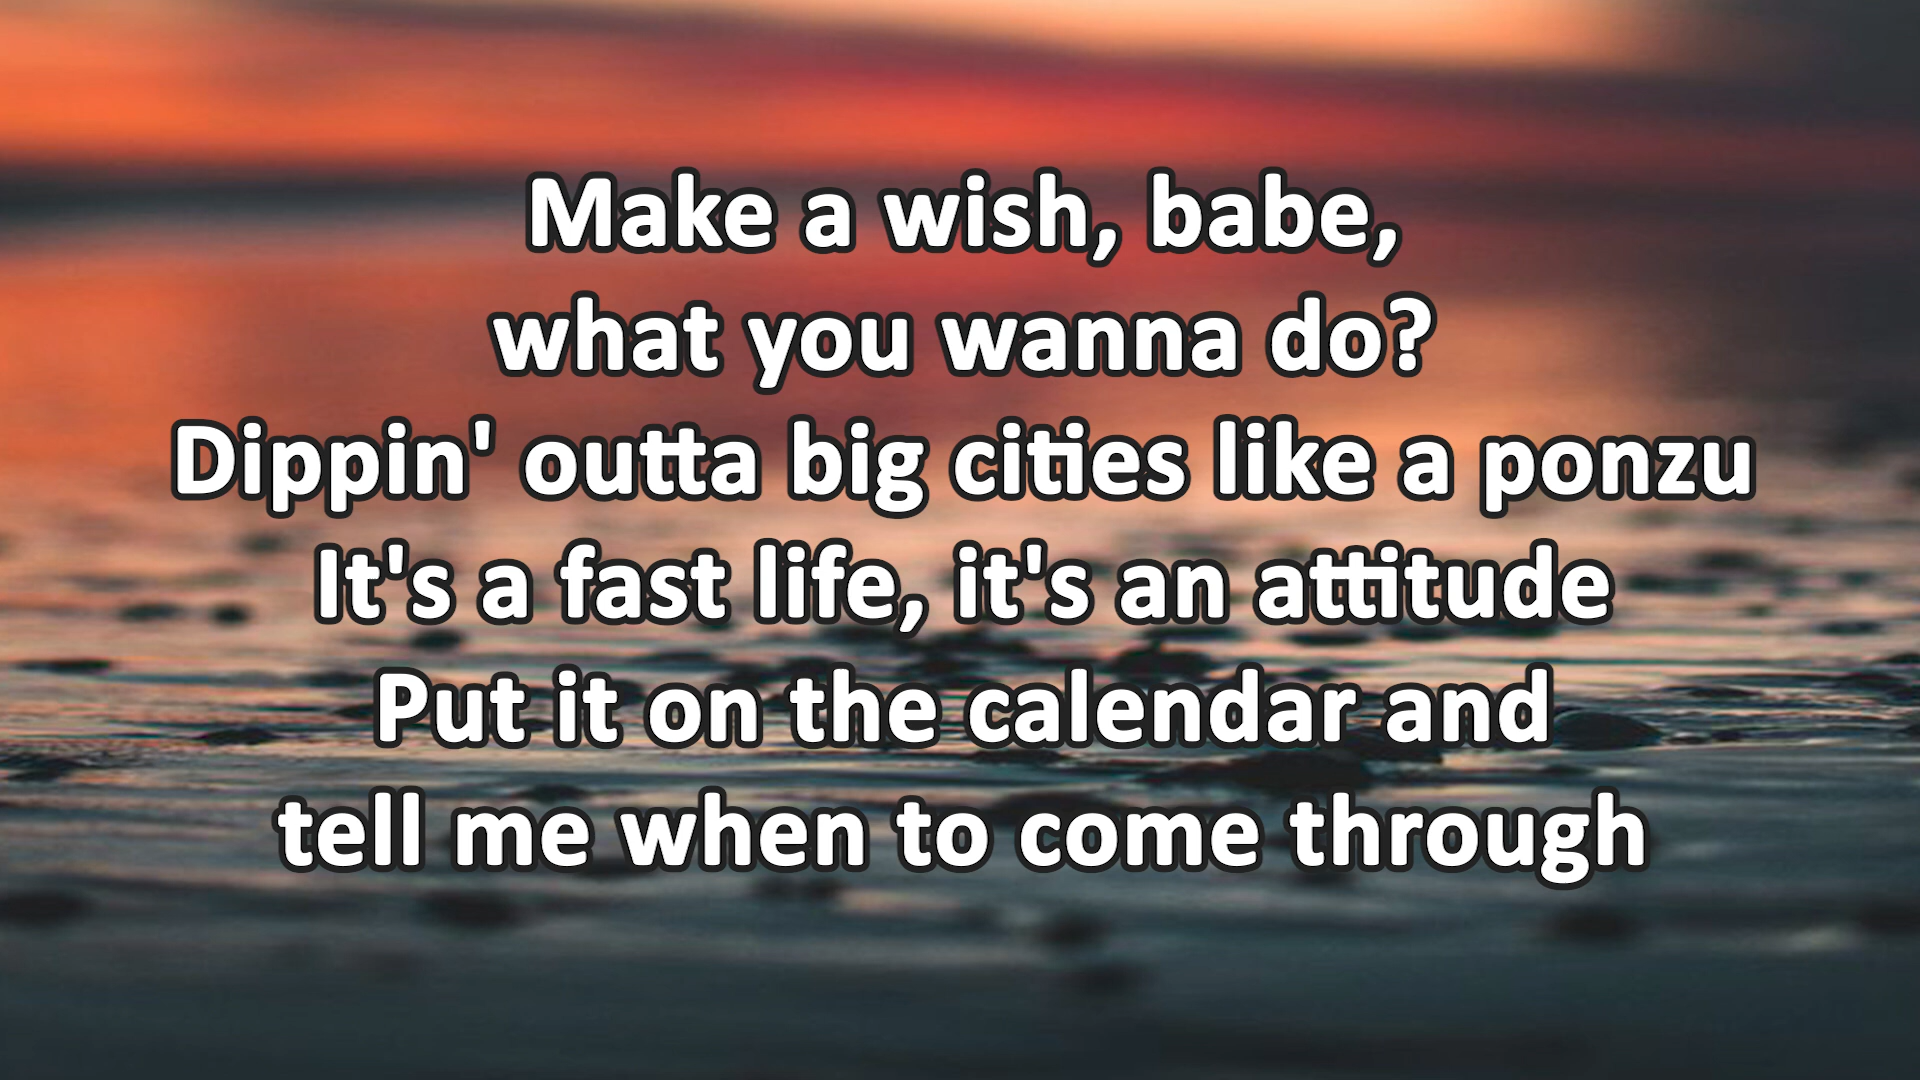 Make a wish, babe,
what you wanna do?
Dippin' outta big cities like a ponzu
It's a fast life, it's an attitude
Put it on the calendar and
tell me when to come through